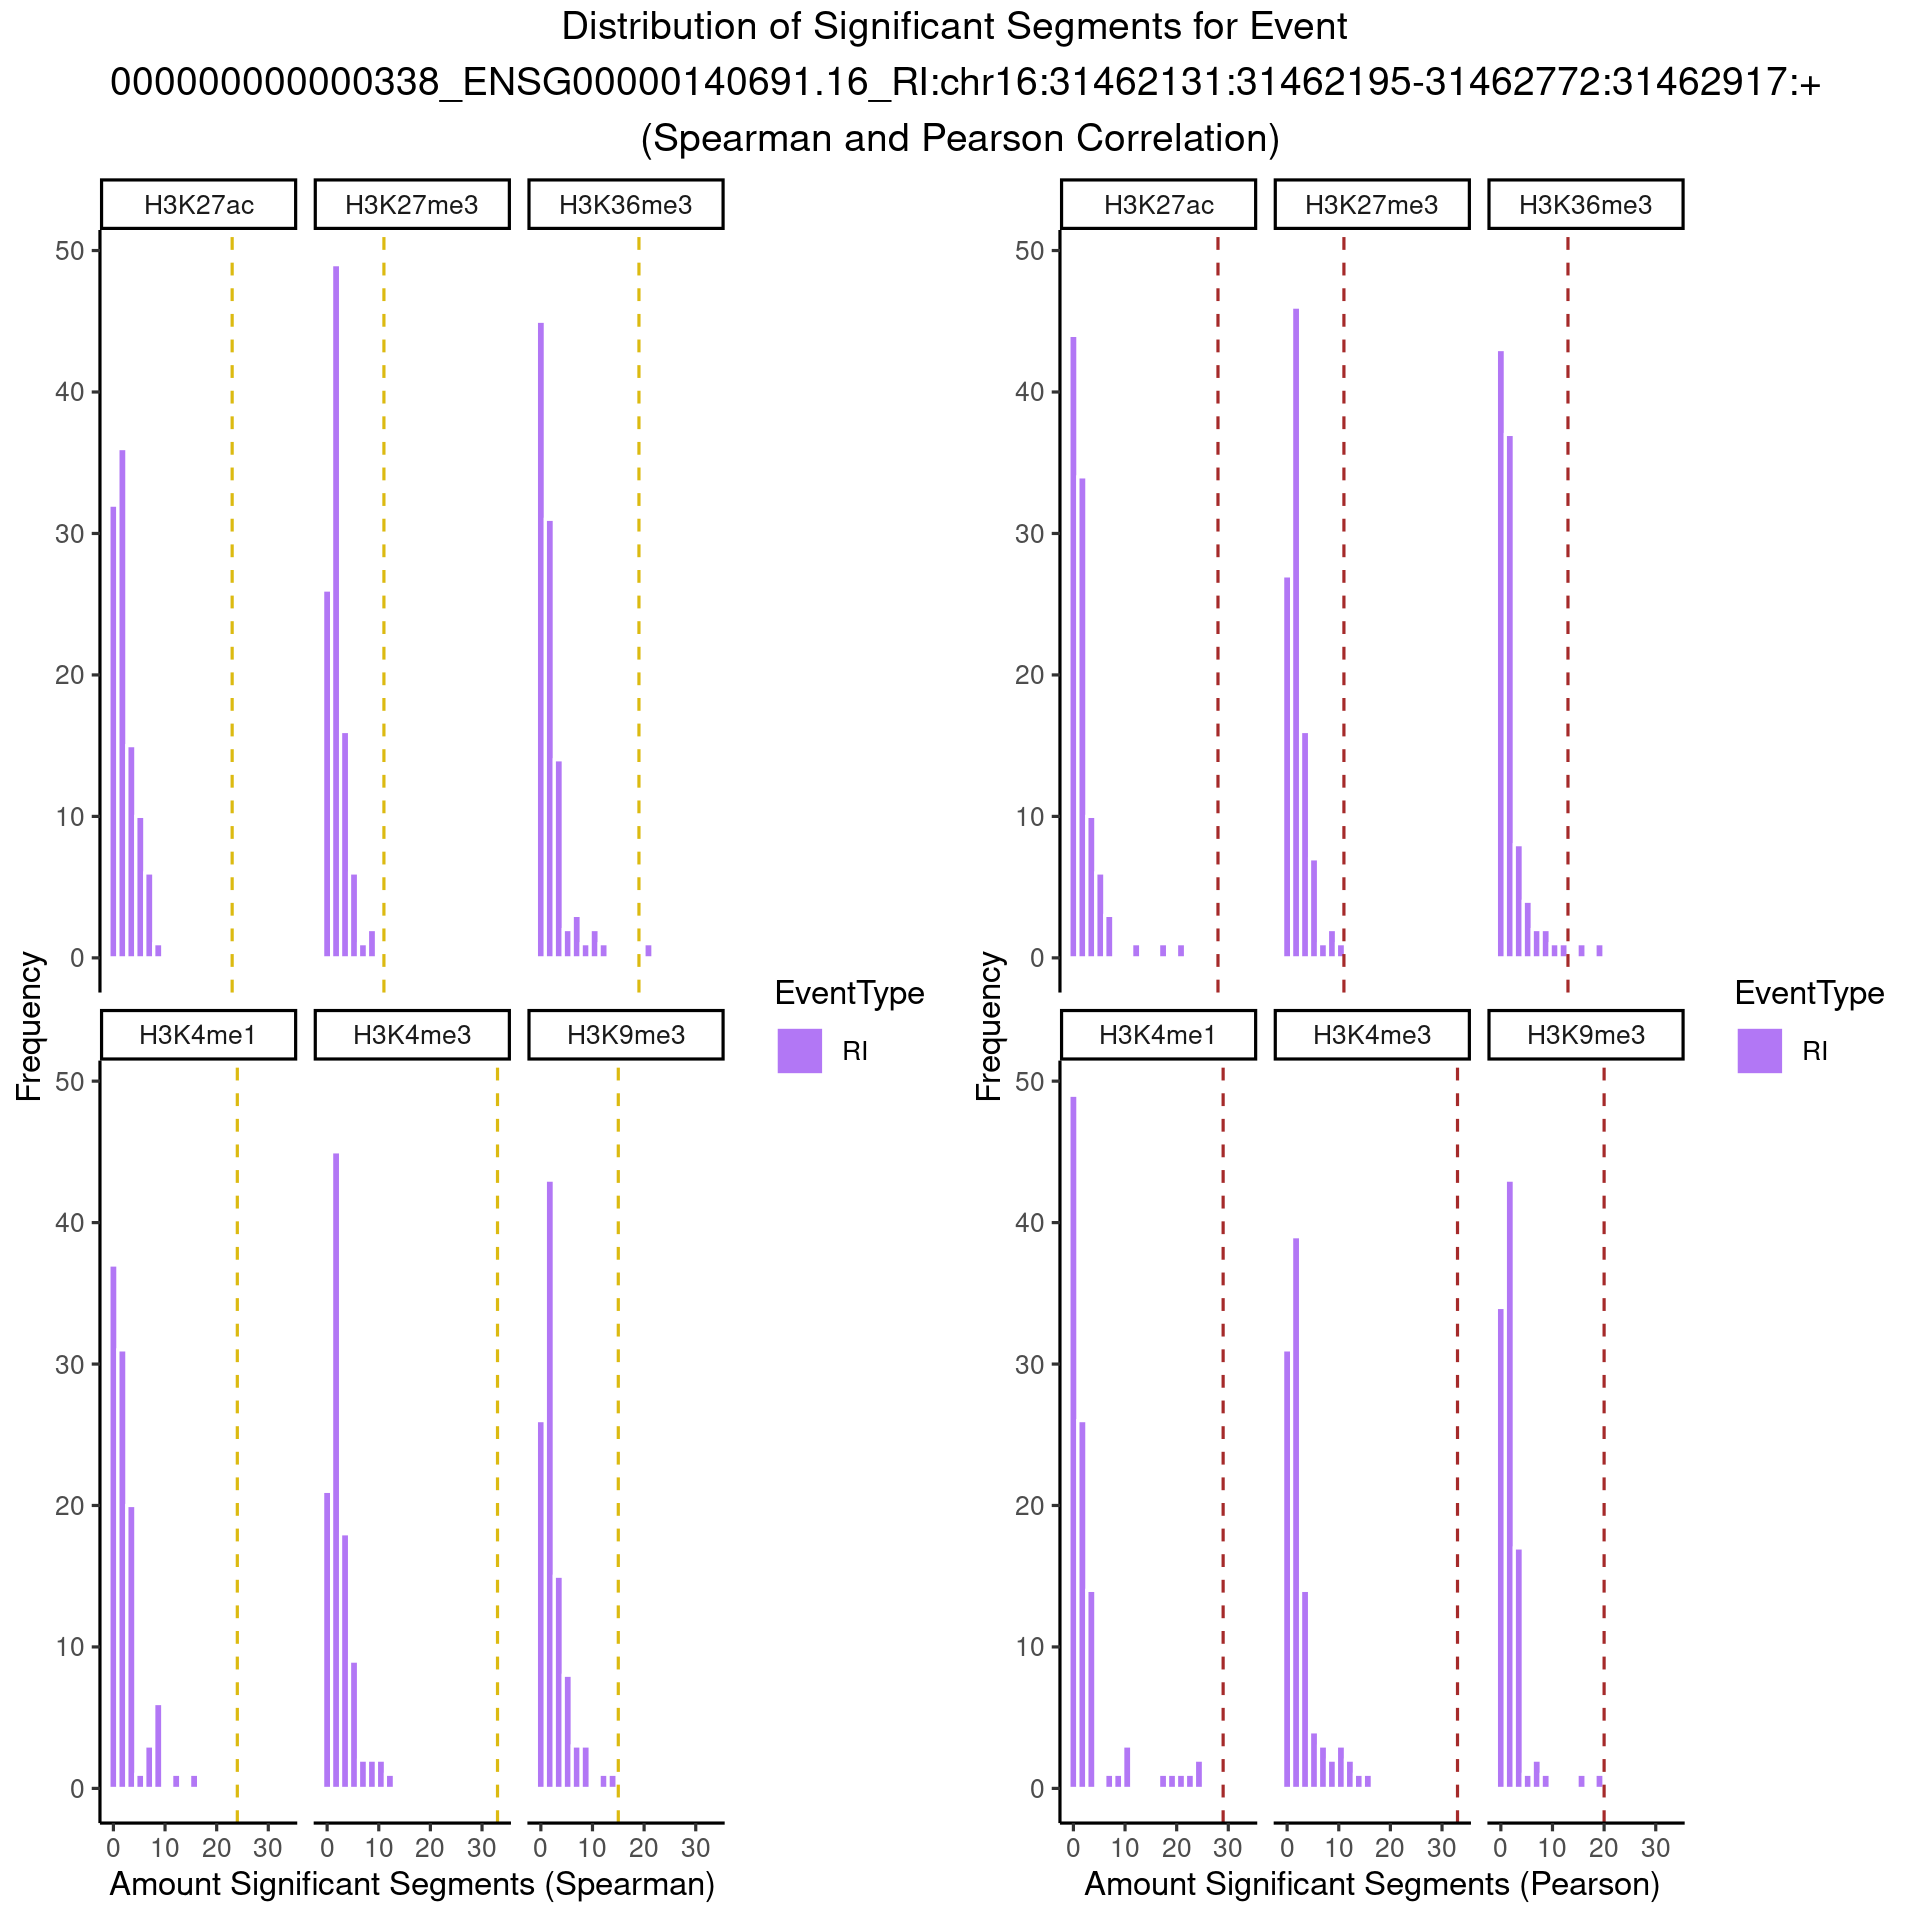 Distribution of Significant Segments for Event
000000000000338_ENSG00000140691.16_RI:chr16:31462131:31462195-31462772:31462917:+
(Spearman and Pearson Correlation)
H3K27ac H3K27me3 H3K36me3
50
40
30
20
10
0
H3K4me1 H3K4me3 H3K9me3
50
40
30
20
10
0
0 10 20 30 0 10 20 30 0 10 20 30
Frequency
Amount Significant Segments (Spearman)
EventType
RI
H3K27ac H3K27me3 H3K36me3
50
40
30
20
10
0
H3K4me1 H3K4me3 H3K9me3
50
40
30
20
10
0
0 10 20 30 0 10 20 30 0 10 20 30
Frequency
Amount Significant Segments (Pearson)
EventType
RI